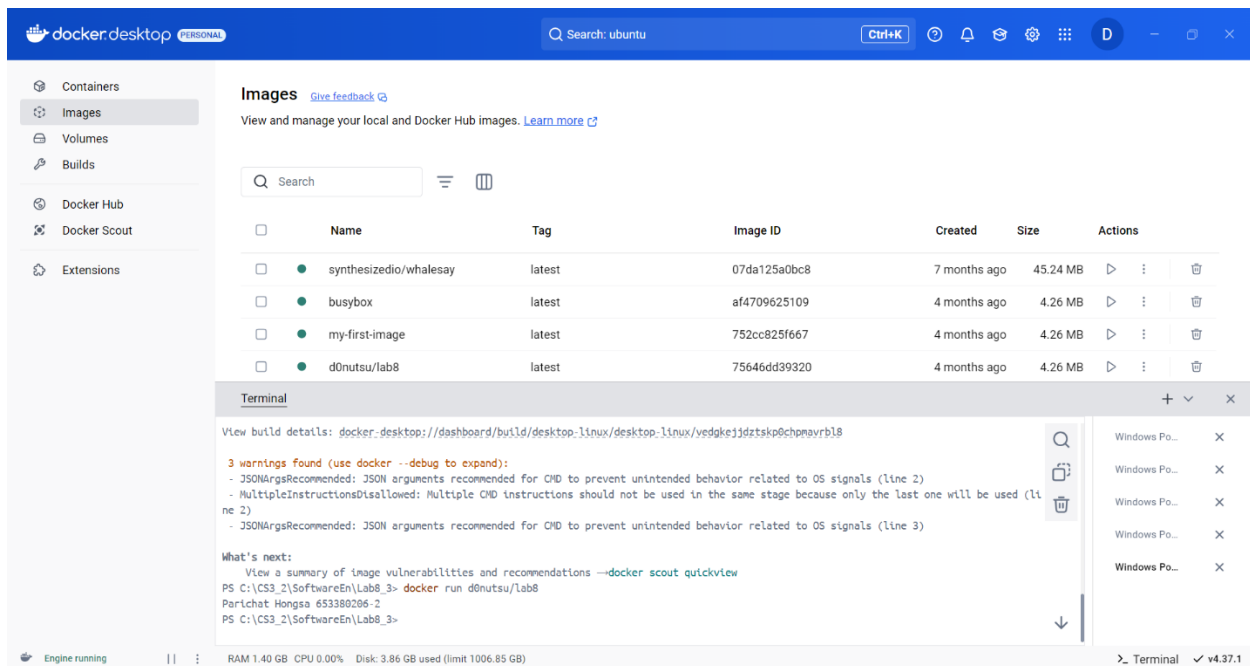 docker.desktop PERSONAL
Search: ubuntu
Ctrl+K
D
Containers
Images
Volumes
Builds
Docker Hub
Docker Scout
Extensions
Images Give feedback
View and manage your local and Docker Hub images. Learn more
Search
Name Tag Image ID Created Size Actions
synthesizedio/whalesay latest 07da125a0bc8 7 months ago 45.24 MB
busybox latest af4709625109 4 months ago 4.26 MB
my-first-image latest 752cc825f667 4 months ago 4.26 MB
d0nutsu/lab8 latest 75646dd39320 4 months ago 4.26 MB
Terminal
View build details: docker-desktop://dashboard/build/desktop-linux/desktop-linux/vedgkejjdztskp0chpmavrbl8
3 warnings found (use docker --debug to expand):
- JSONArgsRecommended: JSON arguments recommended for CMD to prevent unintended behavior related to OS signals (line 2)
- MultipleInstructionsDisallowed: Multiple CMD instructions should not be used in the same stage because only the last one will be used (li
ne 2)
- JSONArgsRecommended: JSON arguments recommended for CMD to prevent unintended behavior related to OS signals (line 3)
What's next:
View a summary of image vulnerabilities and recommendations → docker scout quickview
PS C:\CS3_2\SoftwareEn\Lab8_3> docker run d0nutsu/lab8
Parichat Hongsa 653380206-2
PS C:\CS3_2\SoftwareEn\Lab8_3>
Windows Po...
Windows Po...
Windows Po...
Windows Po...
Windows Po...
Engine running
RAM 1.40 GB CPU 0.00% Disk: 3.86 GB used (limit 1006.85 GB)
>_ Terminal
v4.37.1